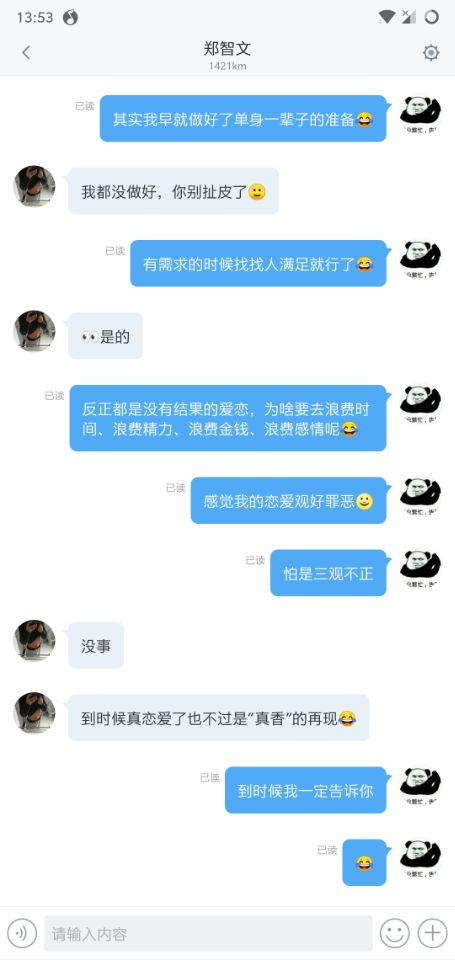 13:53
郑智文
1421km
已读
其实我早就做好了单身一辈子的准备😂
我都没做好，你别扯皮了🙂
已读
有需求的时候找找人满足就行了😂
👀是的
已读
反正都是没有结果的爱恋，为啥要去浪费时
间、浪费精力、浪费金钱、浪费感情呢😂
已读
感觉我的恋爱观好罪恶🙂
已读
怕是三观不正
没事
到时候真恋爱了也不过是“真香”的再现😂
已读
到时候我一定告诉你
已读
😂
请输入内容